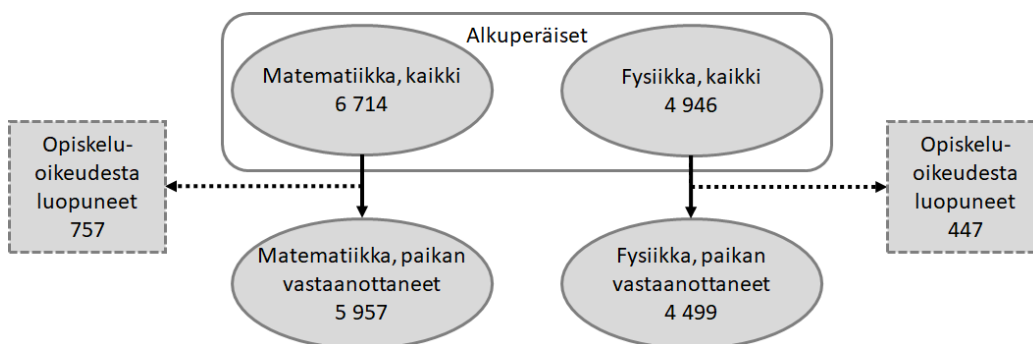 Alkuperäiset
Matematiikka, kaikki
6 714
Fysiikka, kaikki
4 946
Opiskelu-
oikeudesta
luopuneet
757
Opiskelu-
oikeudesta
luopuneet
447
Matematiikka, paikan
vastaanottaneet
5 957
Fysiikka, paikan
vastaanottaneet
4 499